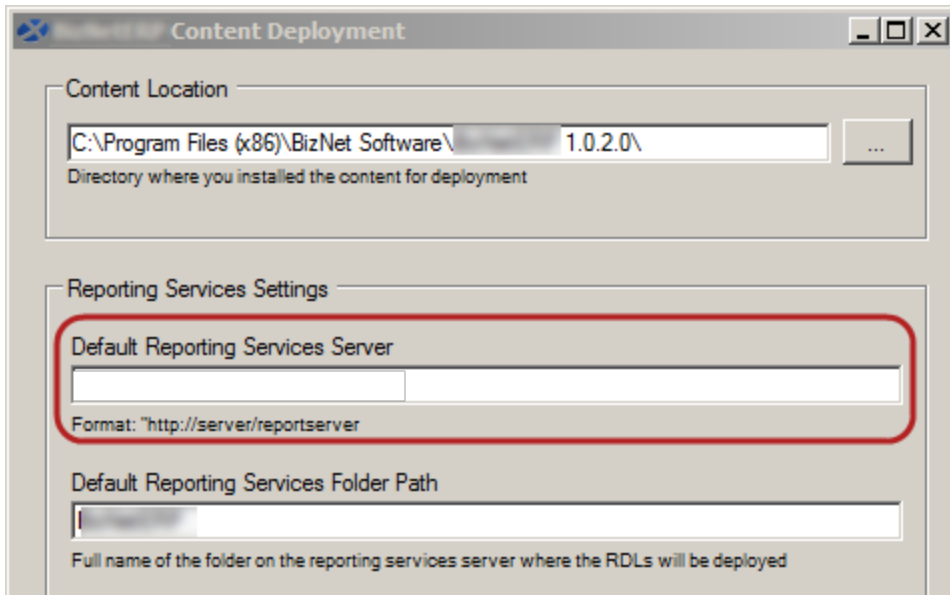 Content Deployment
Content Location
C:\Program Files (x86)\BizNet Software\ 1.0.2.0\
...
Directory where you installed the content for deployment
Reporting Services Settings
Default Reporting Services Server
Format: "http://server/reportserver
Default Reporting Services Folder Path
Full name of the folder on the reporting services server where the RDLs will be deployed